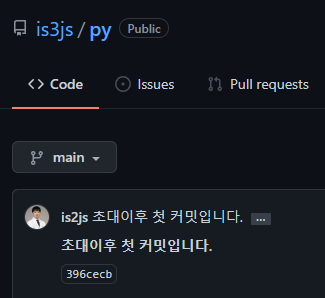 is3js / py Public
Code Issues Pull requests
main
is2js 초대이후 첫 커밋입니다. ...
초대이후 첫 커밋입니다.
396cecb